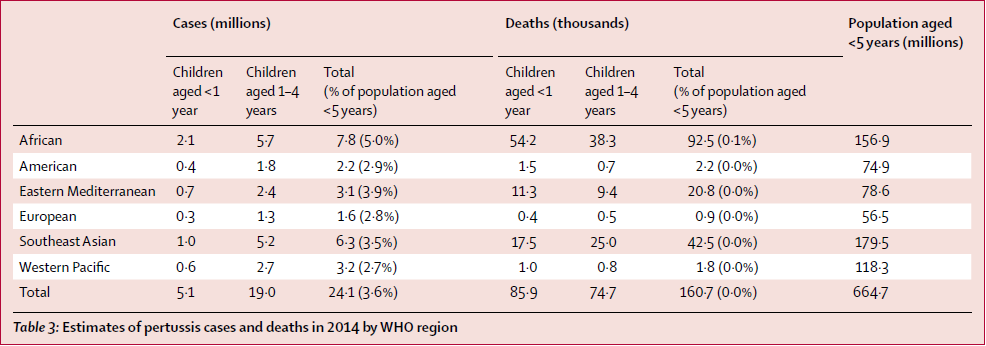 Cases (millions) Deaths (thousands) Population aged
<5 years (millions)
Children Children Total Children Children Total
aged <1 aged 1–4 (% of population aged aged <1 aged 1–4 (% of population aged
year years <5 years) year years <5 years)
African 2·1 5·7 7·8 (5·0%) 54·2 38·3 92·5 (0·1%) 156·9
American 0·4 1·8 2·2 (2·9%) 1·5 0·7 2·2 (0·0%) 74·9
Eastern Mediterranean 0·7 2·4 3·1 (3·9%) 11·3 9·4 20·8 (0·0%) 78·6
European 0·3 1·3 1·6 (2·8%) 0·4 0·5 0·9 (0·0%) 56·5
Southeast Asian 1·0 5·2 6·3 (3·5%) 17·5 25·0 42·5 (0·0%) 179·5
Western Pacific 0·6 2·7 3·2 (2·7%) 1·0 0·8 1·8 (0·0%) 118·3
Total 5·1 19·0 24·1 (3·6%) 85·9 74·7 160·7 (0·0%) 664·7
Table 3: Estimates of pertussis cases and deaths in 2014 by WHO region